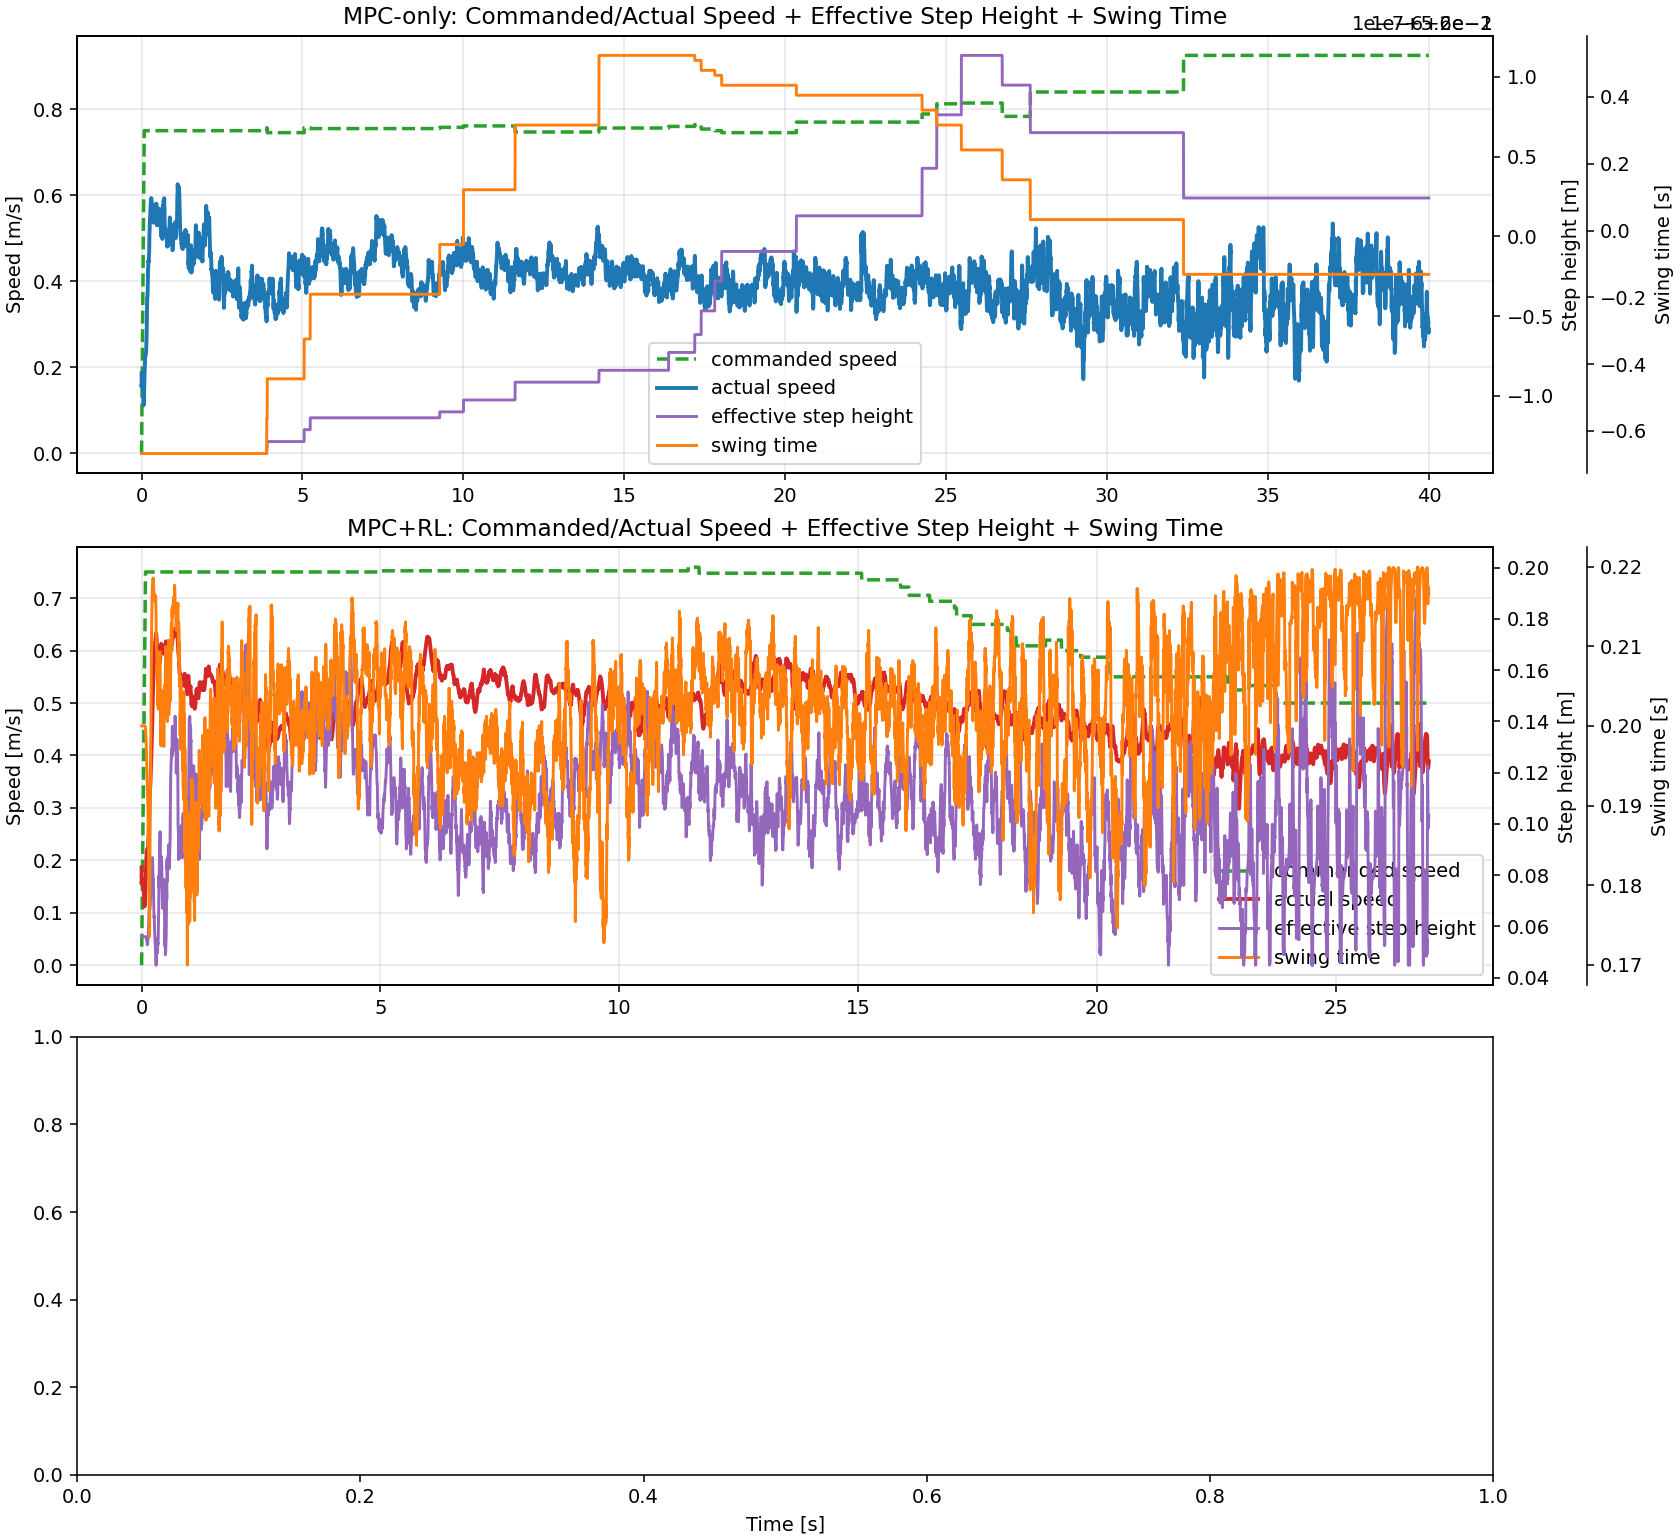 MPC-only: Commanded/Actual Speed + Effective Step Height + Swing Time
Speed [m/s]
0.8
0.6
0.4
0.2
0.0
commanded speed
actual speed
effective step height
swing time
1.0
0.5
0.0
−0.5
−1.0
Step height [m]
0.4
0.2
0.0
−0.2
−0.4
−0.6
Swing time [s]
0 5 10 15 20 25 30 35 40
MPC+RL: Commanded/Actual Speed + Effective Step Height + Swing Time
Speed [m/s]
0.7
0.6
0.5
0.4
0.3
0.2
0.1
0.0
commanded speed
actual speed
effective step height
swing time
0.20
0.18
0.16
0.14
0.12
0.10
0.08
0.06
0.04
Step height [m]
0.22
0.21
0.20
0.19
0.18
0.17
Swing time [s]
0 5 10 15 20 25
1.0
0.8
0.6
0.4
0.2
0.0
0.0 0.2 0.4 0.6 0.8 1.0
Time [s]